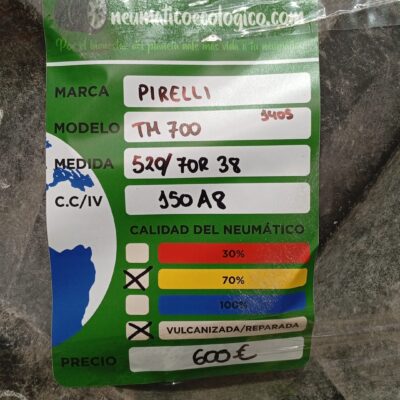 neumaticoecologico.com
MARCA PIRELLI
MODELO TM 700 5405
MEDIDA 520/70R 38
C.C/IV 150 A8
CALIDAD DEL NEUMÁTICO
30%
X 70%
100%
X VULCANIZADA/REPARADA
PRECIO 600 €